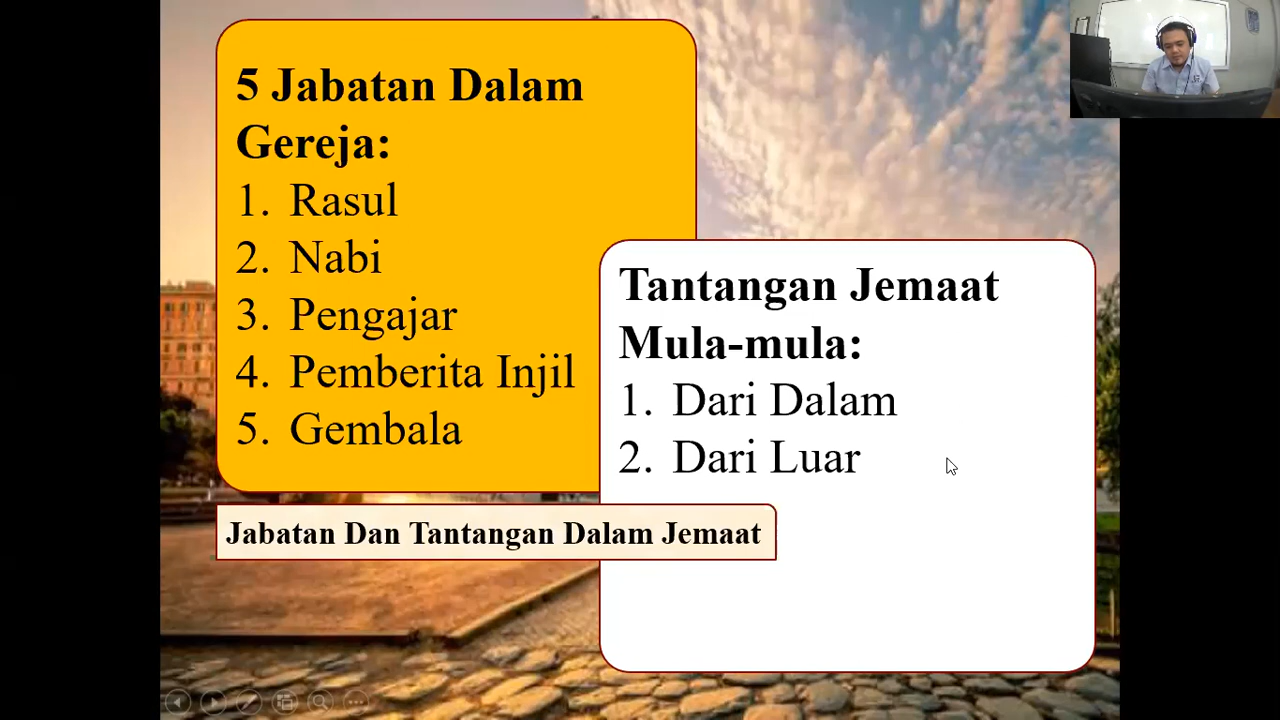 5 Jabatan Dalam
Gereja:
1. Rasul
2. Nabi
3. Pengajar
4. Pemberita Injil
5. Gembala
Tantangan Jemaat
Mula-mula:
1. Dari Dalam
2. Dari Luar
Jabatan Dan Tantangan Dalam Jemaat